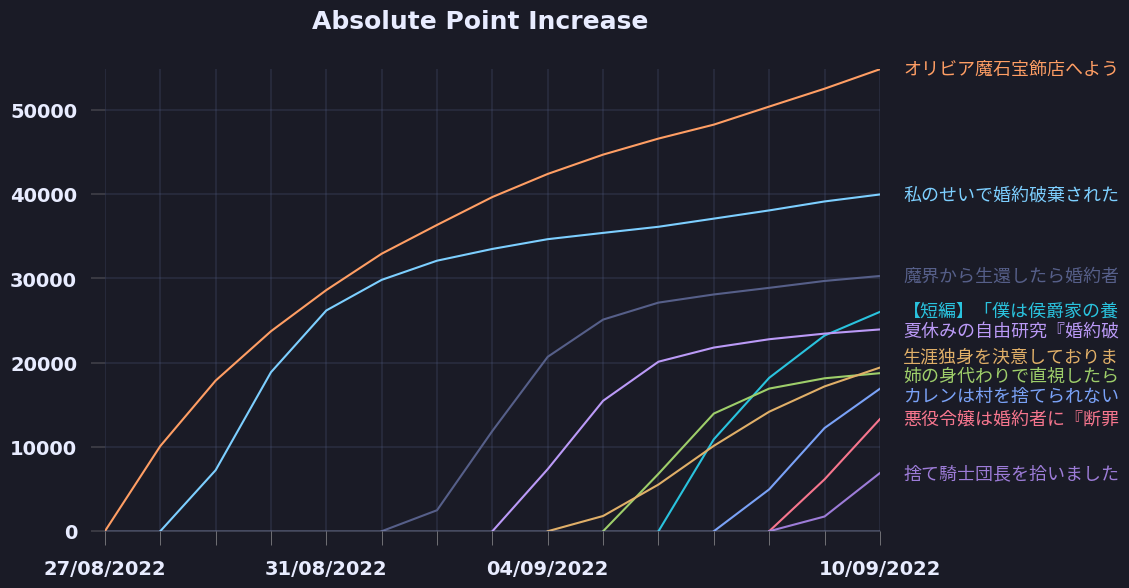 Absolute Point Increase
50000
40000
30000
20000
10000
0
27/08/2022
31/08/2022
04/09/2022
10/09/2022
オリビア魔石宝飾店へよう
私のせいで婚約破棄された
魔界から生還したら婚約者
【短編】「僕は侯爵家の養
夏休みの自由研究『婚約破
生涯独身を決意しておりま
姉の身代わりで直視したら
カレンは村を捨てられない
悪役令嬢は婚約者に『断罪
捨て騎士団長を拾いました